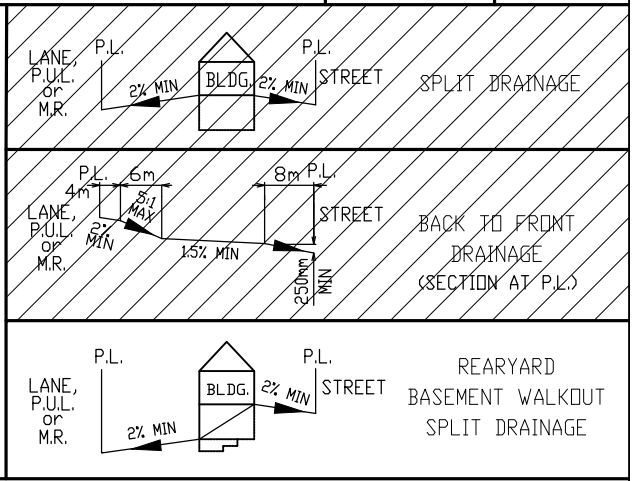 P.L.
P.L.
LANE,
P.U.L.
or
M.R.
2% MIN
BLDG.
2% MIN
STREET
SPLIT DRAINAGE
P.L.
6m
8m
P.L.
4m
5:1
MAX
LANE,
P.U.L.
or
M.R.
2%
MIN
STREET
1.5% MIN
250mm
MIN
BACK TO FRONT
DRAINAGE
(SECTION AT P.L.)
P.L.
P.L.
LANE,
P.U.L.
or
M.R.
BLDG.
2% MIN
STREET
2% MIN
REARYARD
BASEMENT WALKOUT
SPLIT DRAINAGE